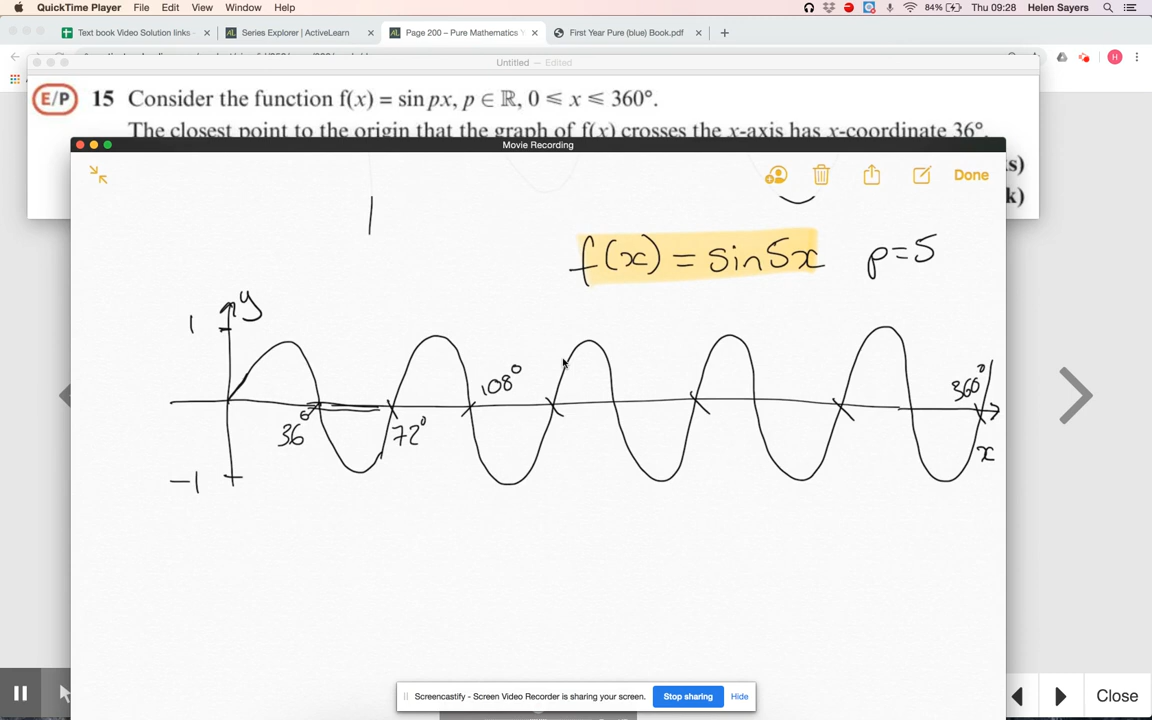 QuickTime Player File Edit View Window Help 84% Thu 09:28 Helen Sayers
Text book Video Solution links - Series Explorer | ActiveLearn Page 200 – Pure Mathematics Y First Year Pure (blue) Book.pdf
H
Untitled — Edited
E/P 15 Consider the function f(x) = sin px, p ∈ ℝ, 0 ⩽ x ⩽ 360°.
The closest point to the origin that the graph of f(x) crosses the x-axis has x-coordinate 36°.
Movie Recording
s)
Done
k)
f(x) = sin5x p=5
y
1
108°
360°
36°
72°
x
-1
Close
Screencastify - Screen Video Recorder is sharing your screen. Stop sharing Hide